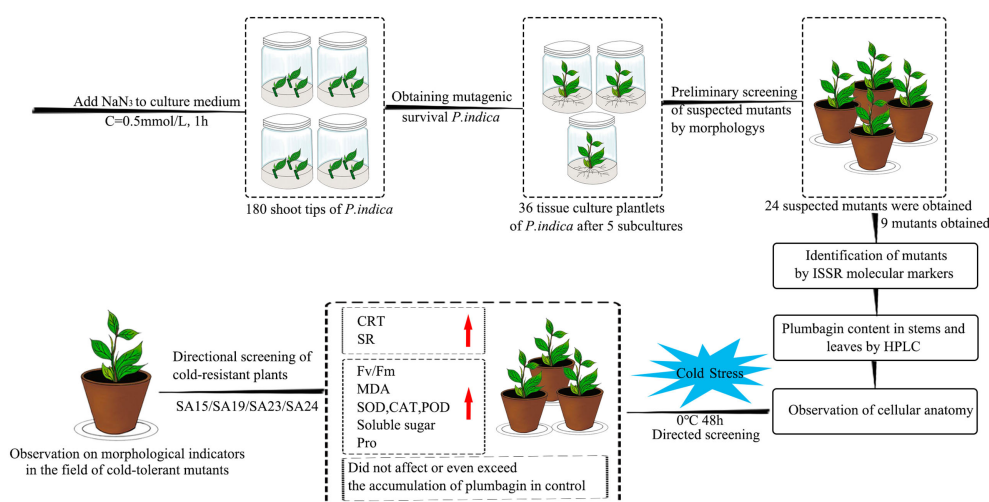 Add NaN₃ to culture medium
C=0.5mmol/L, 1h
180 shoot tips of P.indica
Obtaining mutagenic
survival P.indica
36 tissue culture plantlets
of P.indica after 5 subcultures
Preliminary screening
of suspected mutants
by morphologys
24 suspected mutants were obtained
9 mutants obtained
Identification of mutants
by ISSR molecular markers
Plumbagin content in stems and
leaves by HPLC
Observation of cellular anatomy
Cold Stress
0℃ 48h
Directed screening
CRT
SR
Fv/Fm
MDA
SOD,CAT,POD
Soluble sugar
Pro
Did not affect or even exceed
the accumulation of plumbagin in control
Directional screening of
cold-resistant plants
SA15/SA19/SA23/SA24
Observation on morphological indicators
in the field of cold-tolerant mutants